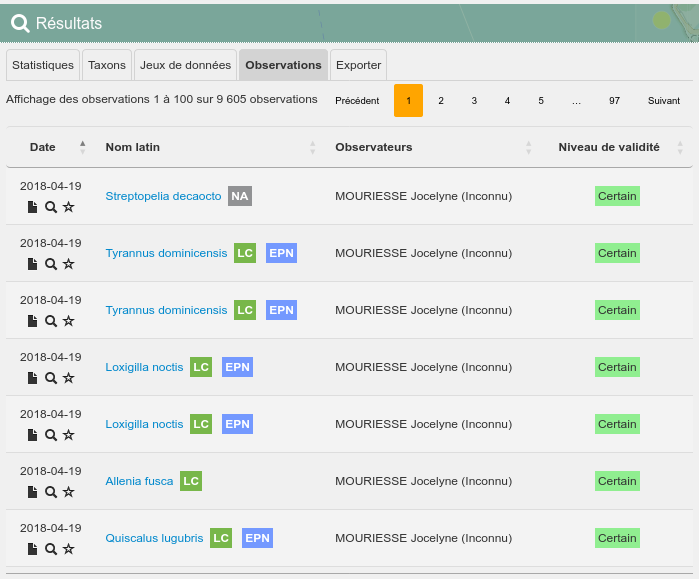 Résultats
Statistiques Taxons Jeux de données Observations Exporter
Affichage des observations 1 à 100 sur 9 605 observations Précédent 1 2 3 4 5 ... 97 Suivant
Date Nom latin Observateurs Niveau de validité
2018-04-19
Streptopelia decaocto NA MOURIESSE Jocelyne (Inconnu) Certain
2018-04-19
Tyrannus dominicensis LC EPN MOURIESSE Jocelyne (Inconnu) Certain
2018-04-19
Tyrannus dominicensis LC EPN MOURIESSE Jocelyne (Inconnu) Certain
2018-04-19
Loxigilla noctis LC EPN MOURIESSE Jocelyne (Inconnu) Certain
2018-04-19
Loxigilla noctis LC EPN MOURIESSE Jocelyne (Inconnu) Certain
2018-04-19
Allenia fusca LC MOURIESSE Jocelyne (Inconnu) Certain
2018-04-19
Quiscalus lugubris LC EPN MOURIESSE Jocelyne (Inconnu) Certain